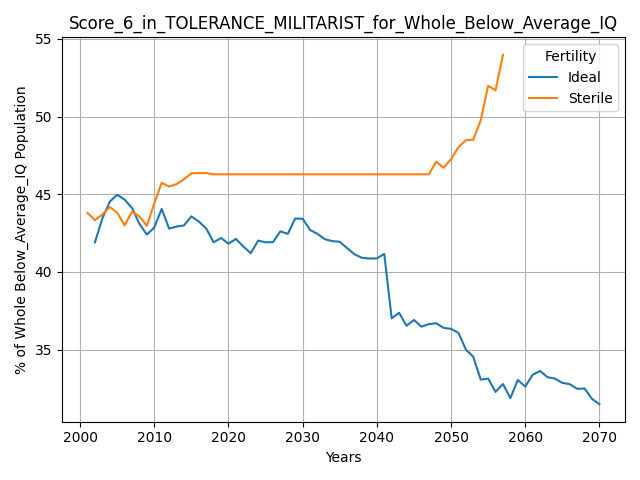 Score_6_in_TOLERANCE_MILITARIST_for_Whole_Below_Average_IQ
% of Whole Below_Average_IQ Population
55
50
45
40
35
Fertility
Ideal
Sterile
2000 2010 2020 2030 2040 2050 2060 2070
Years